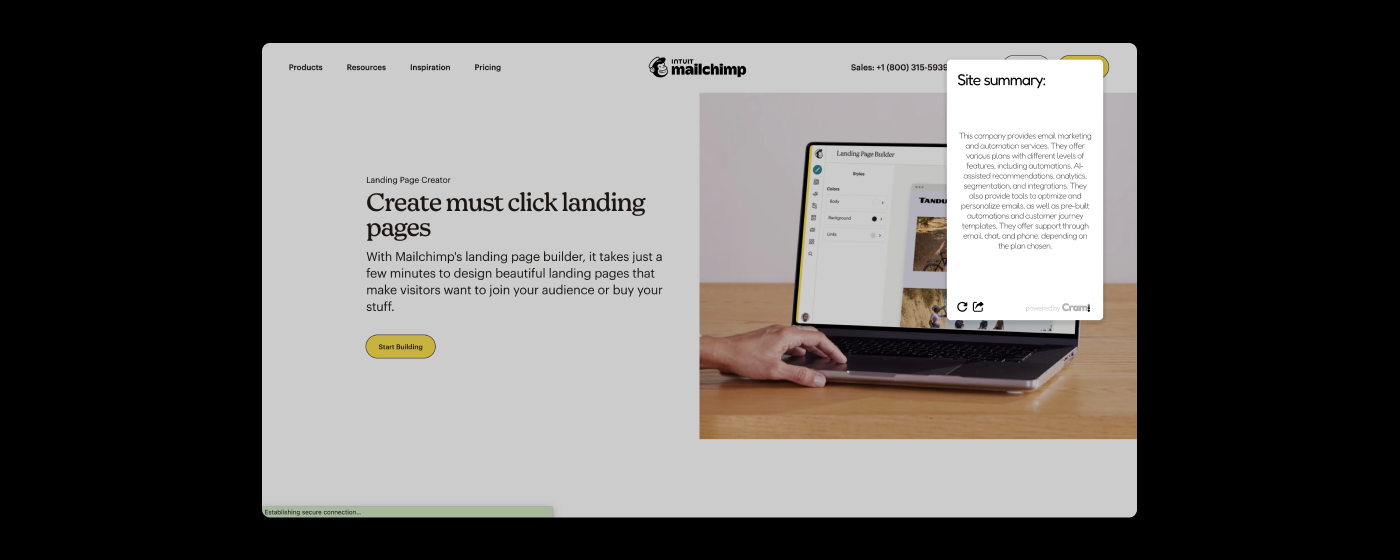 Products
Resources
Inspiration
Pricing
INTUIT
mailchimp
Sales: +1 (800) 315-5939
Landing Page Creator
Create must click landing
pages
With Mailchimp's landing page builder, it takes just a
few minutes to design beautiful landing pages that
make visitors want to join your audience or buy your
stuff.
Start Building
Landing Page Builder
Styles
Colors
Body
Background
Links
TANDU
Site summary:
This company provides email marketing
and automation services. They offer
various plans with different levels of
features, including automations, AI-
assisted recommendations, analytics,
segmentation, and integrations. They
also provide tools to optimize and
personalize emails, as well as pre-built
automations and customer journey
templates. They offer support through
email, chat, and phone, depending on
the plan chosen.
powered by Cram!
Establishing secure connection...